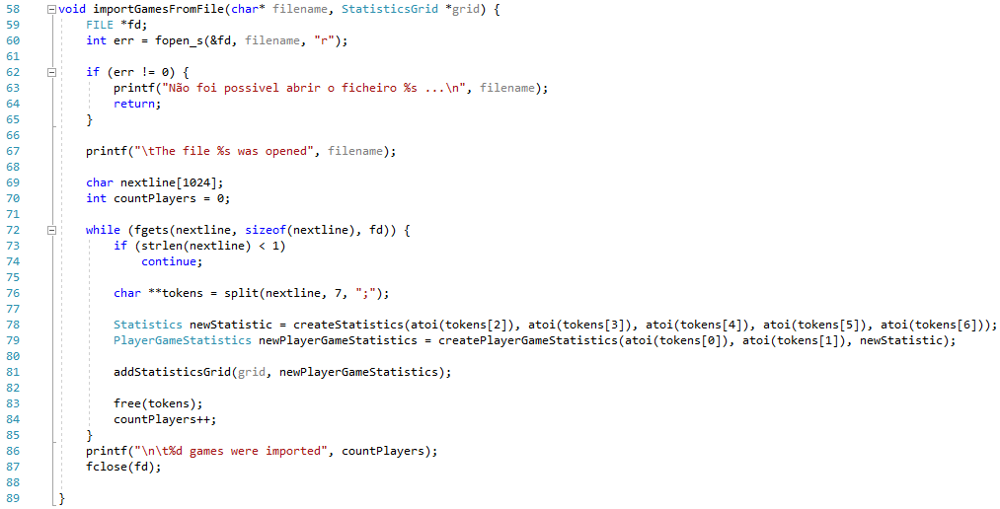 58 void importGamesFromFile(char* filename, StatisticsGrid *grid) {
59 FILE *fd;
60 int err = fopen_s(&fd, filename, "r");
61
62 if (err != 0) {
63 printf("Não foi possivel abrir o ficheiro %s ...\n", filename);
64 return;
65 }
66
67 printf("\tThe file %s was opened", filename);
68
69 char nextline[1024];
70 int countPlayers = 0;
71
72 while (fgets(nextline, sizeof(nextline), fd)) {
73 if (strlen(nextline) < 1)
74 continue;
75
76 char **tokens = split(nextline, 7, ";");
77
78 Statistics newStatistic = createStatistics(atoi(tokens[2]), atoi(tokens[3]), atoi(tokens[4]), atoi(tokens[5]), atoi(tokens[6]));
79 PlayerGameStatistics newPlayerGameStatistics = createPlayerGameStatistics(atoi(tokens[0]), atoi(tokens[1]), newStatistic);
80
81 addStatisticsGrid(grid, newPlayerGameStatistics);
82
83 free(tokens);
84 countPlayers++;
85 }
86 printf("\n\t%d games were imported", countPlayers);
87 fclose(fd);
88
89 }